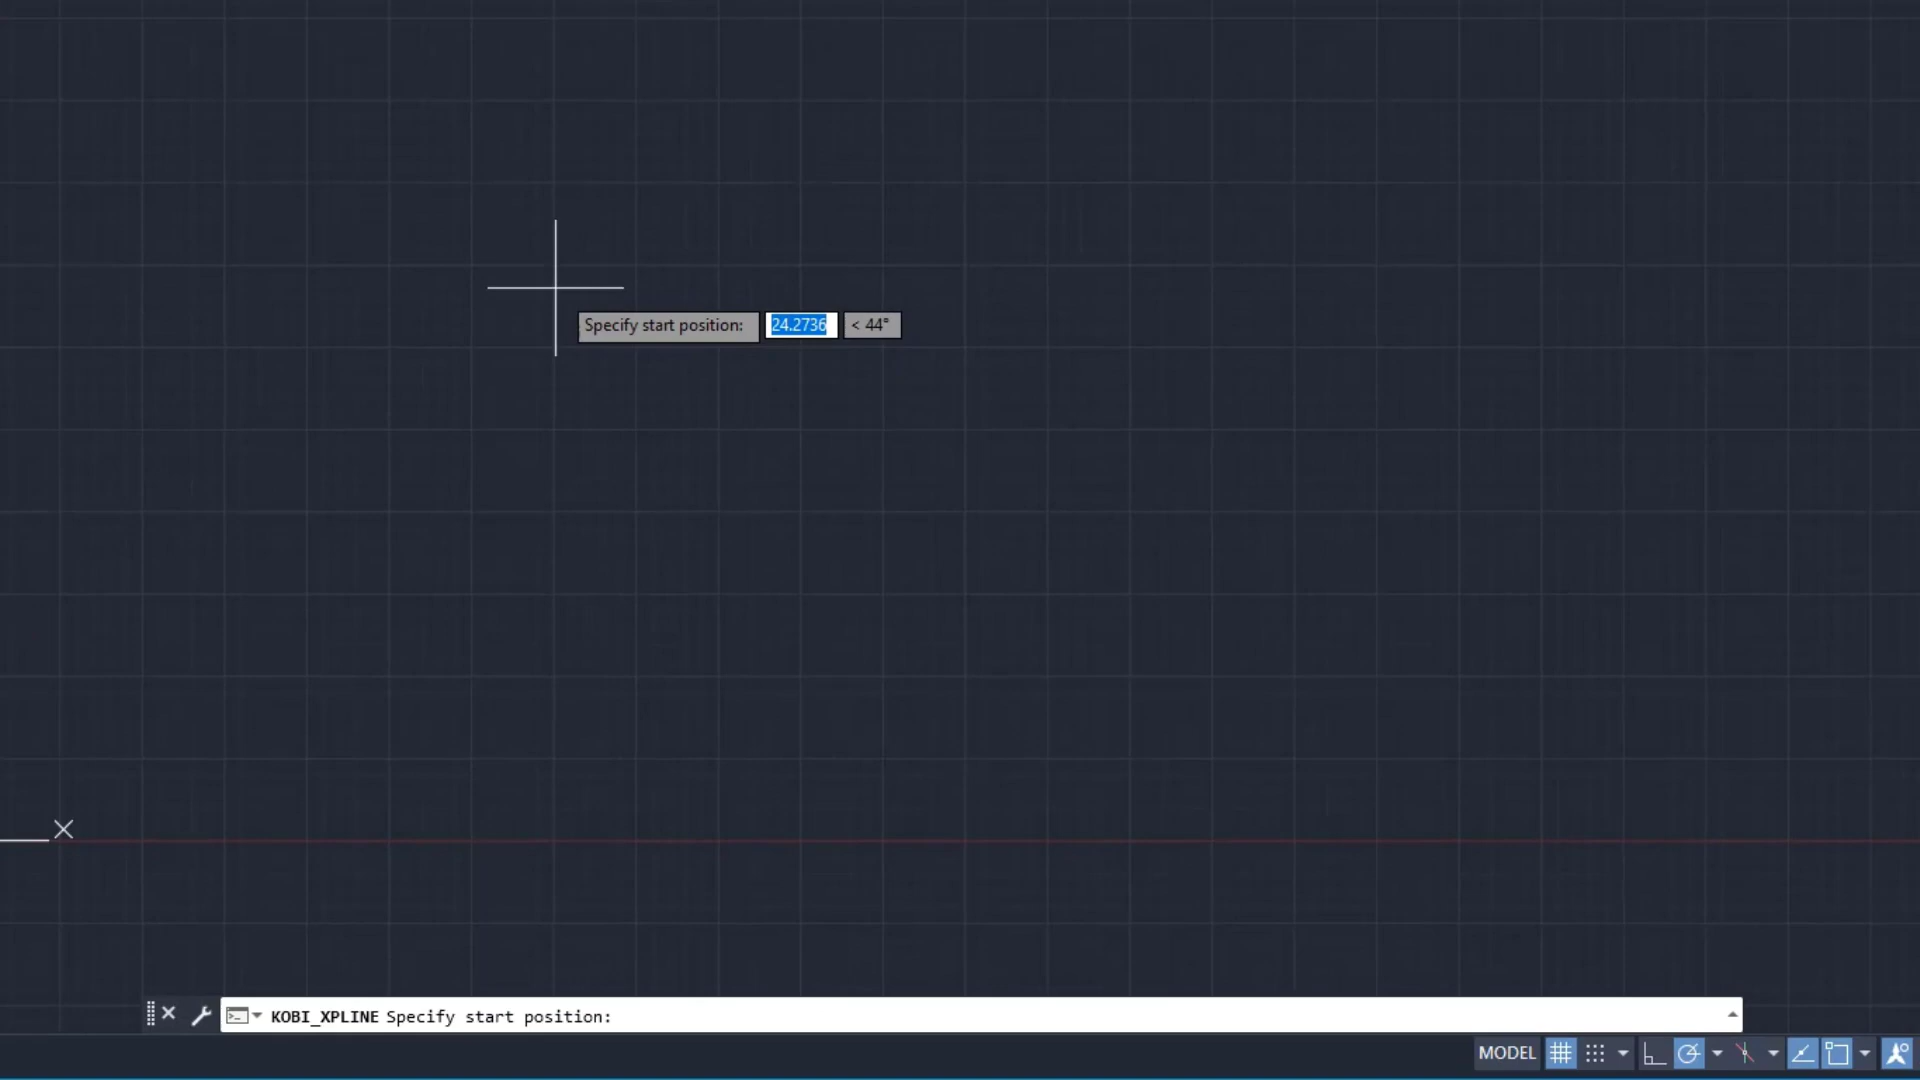 Specify start position: 24.2736 < 44°
KOBI_XPLINE Specify start position:
MODEL